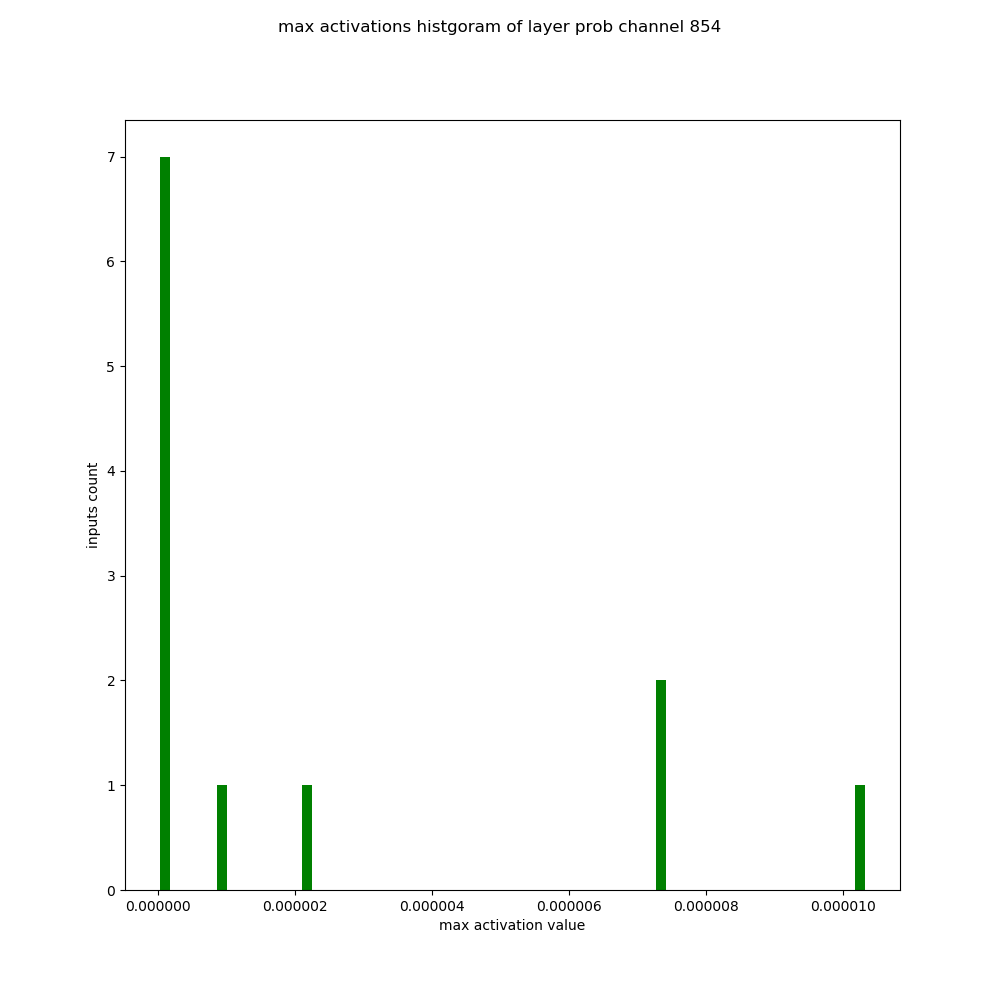 max activations histgoram of layer prob channel 854
7
6
5
4
3
2
1
0
inputs count
0.000000 0.000002 0.000004 0.000006 0.000008 0.000010
max activation value